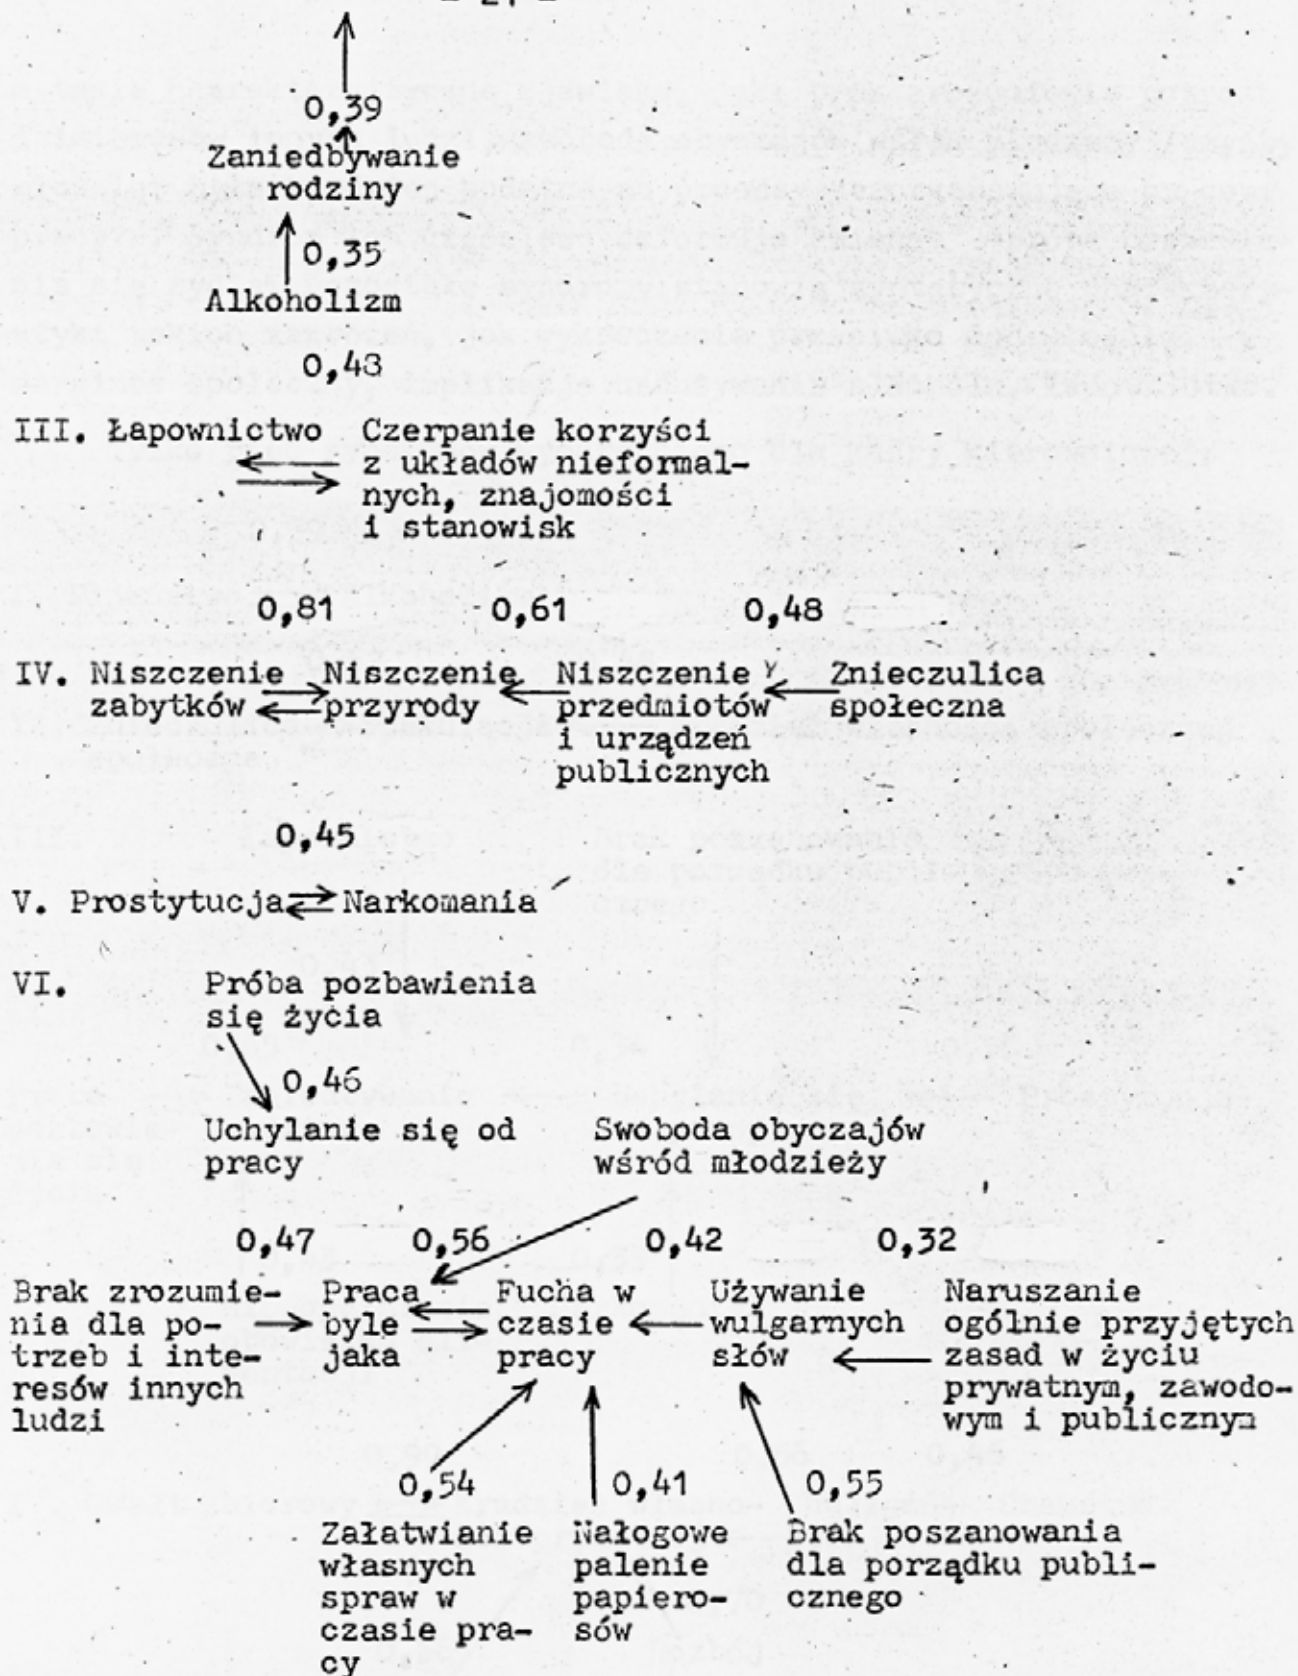 - 21 -
0,39
Zaniedbywanie
rodziny
0,35
Alkoholizm
0,43
III. Łapownictwo Czerpanie korzyści
z układów nieformal-
nych, znajomości
i stanowisk
0,81 0,61 0,48
IV. Niszczenie Niszczenie Niszczenie Znieczulica
zabytków przyrody przedmiotów społeczna
i urządzeń
publicznych
0,45
V. Prostytucja Narkomania
VI. Próba pozbawienia
się życia
0,46
Uchylanie się od Swoboda obyczajów
pracy wśród młodzieży
0,47 0,56 0,42 0,32
Brak zrozumie- Praca Fucha w Używanie Naruszanie
nia dla po- byle czasie wulgarnych ogólnie przyjętych
trzeb i inte- jaka pracy słów zasad w życiu
resów innych prywatnym, zawodo-
ludzi wym i publicznym
0,54 0,41 0,55
Załatwianie Nałogowe Brak poszanowania
własnych palenie dla porządku publi-
spraw w papiero- cznego
czasie pra- sów
cy